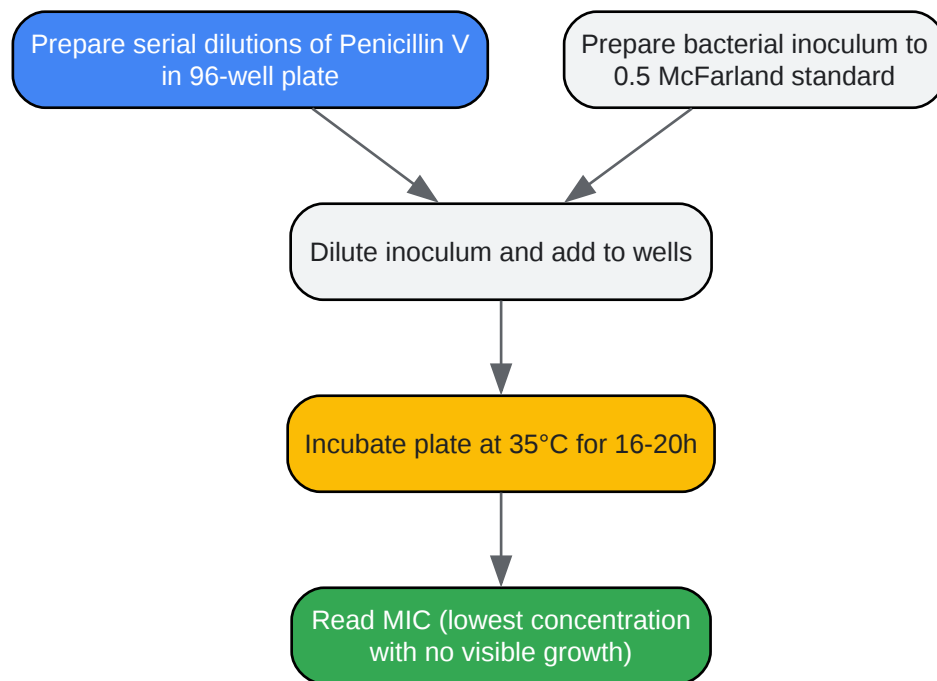 Prepare serial dilutions of Penicillin V
in 96-well plate
Prepare bacterial inoculum to
0.5 McFarland standard
Dilute inoculum and add to wells
Incubate plate at 35°C for 16-20h
Read MIC (lowest concentration
with no visible growth)